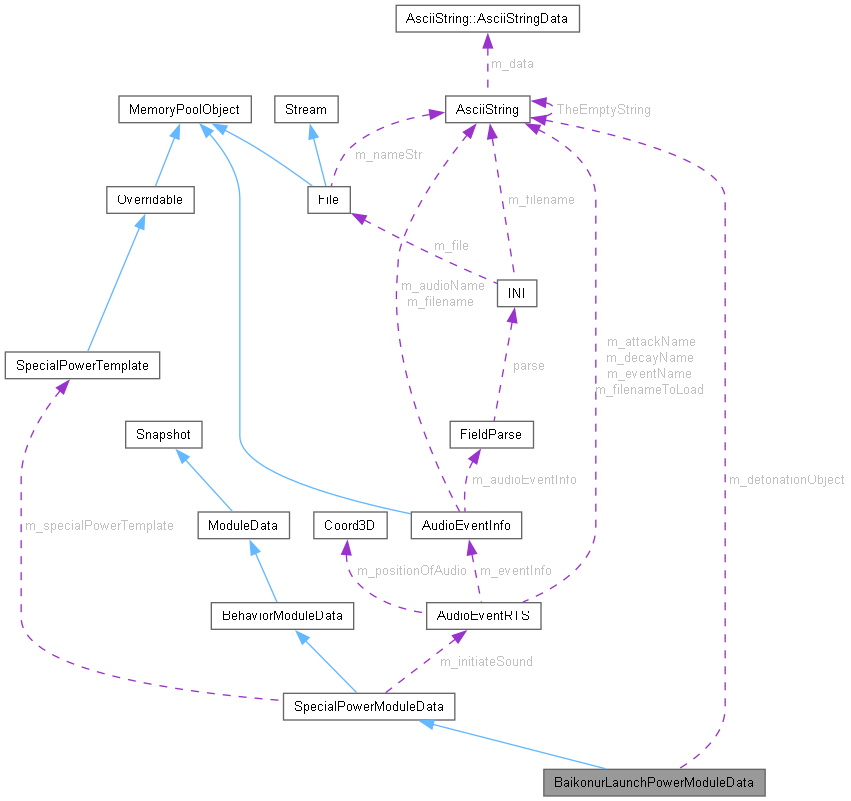 AsciiString::AsciiStringData
m_data
MemoryPoolObject
Stream
AsciiString
TheEmptyString
m_nameStr
Overridable
File
m_filename
m_file
m_audioName
m_filename
INI
m_attackName
m_decayName
m_eventName
m_filenameToLoad
SpecialPowerTemplate
parse
Snapshot
FieldParse
m_audioEventInfo
m_detonationObject
m_specialPowerTemplate
ModuleData
Coord3D
AudioEventInfo
m_positionOfAudio
m_eventInfo
BehaviorModuleData
AudioEventRTS
m_initiateSound
SpecialPowerModuleData
BaikonurLaunchPowerModuleData